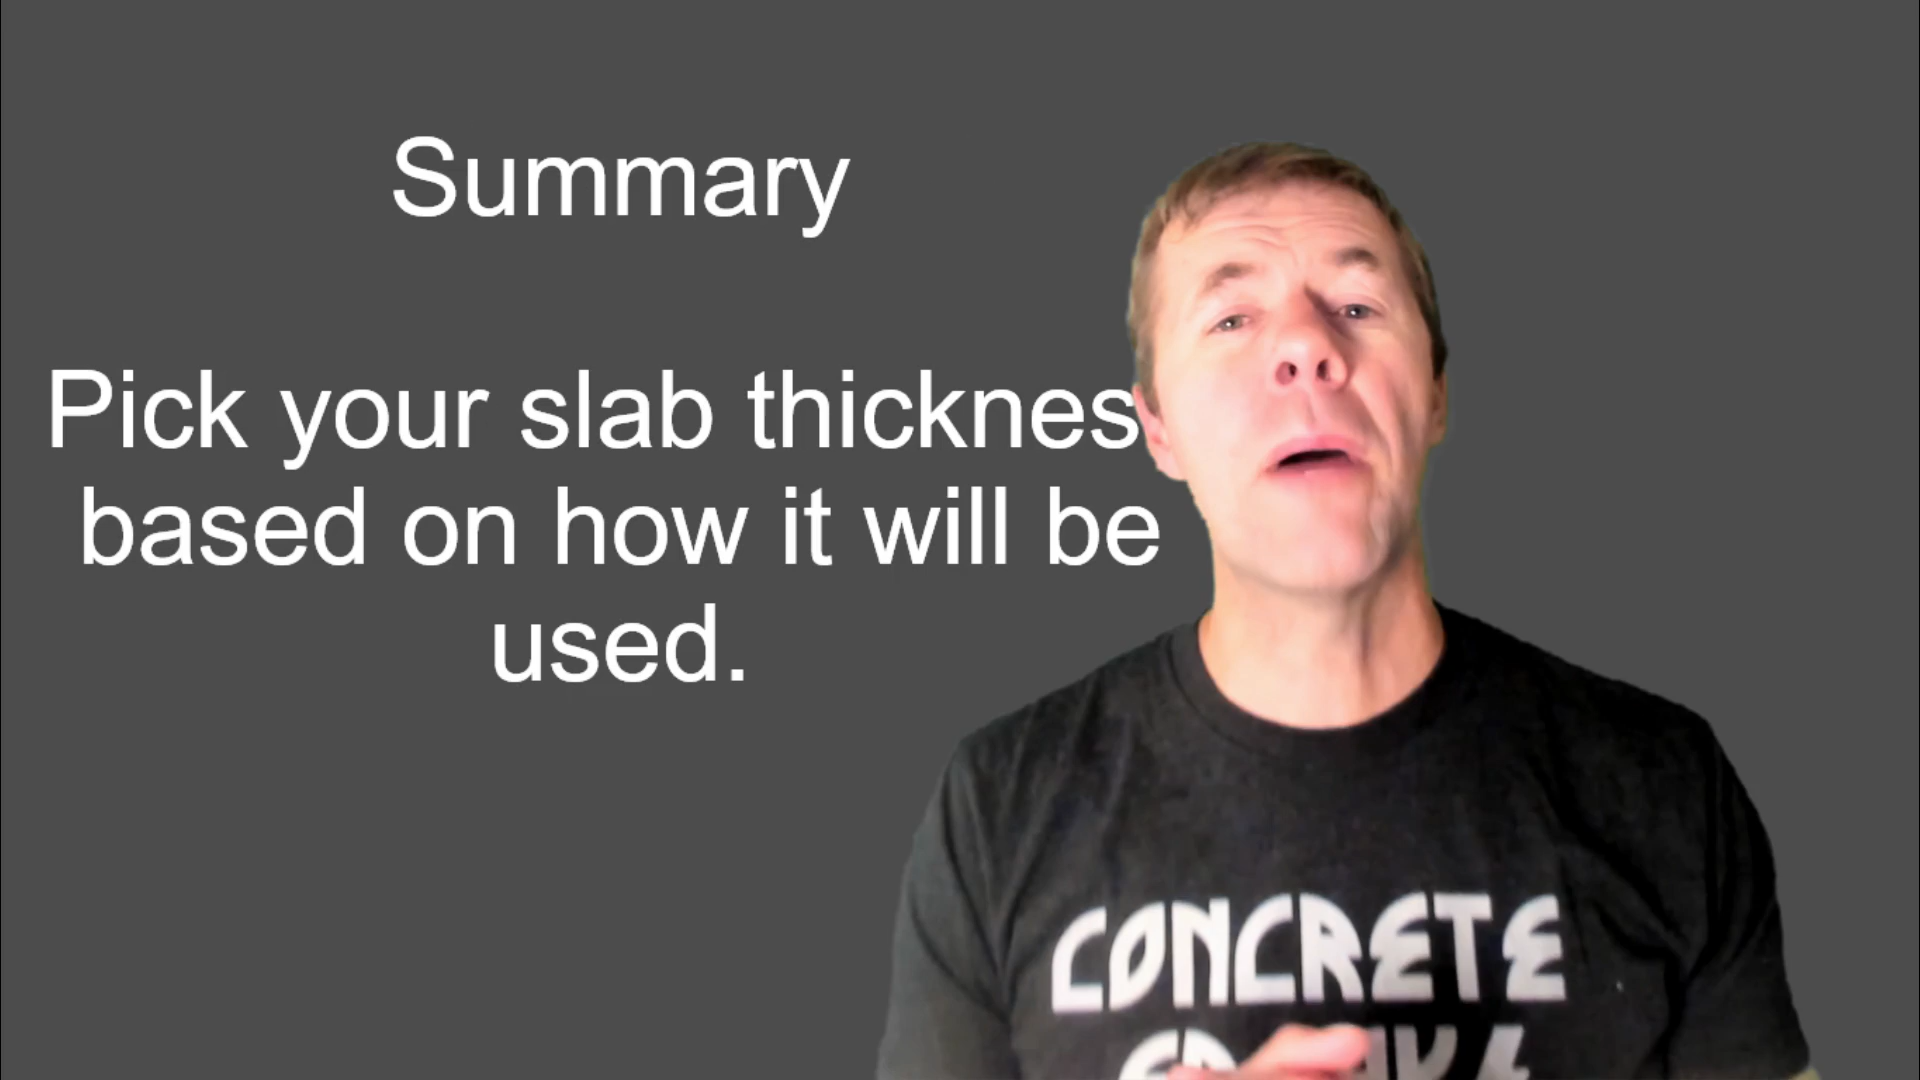 Summary
Pick your slab thicknes
based on how it will be
used.
CONCRETE